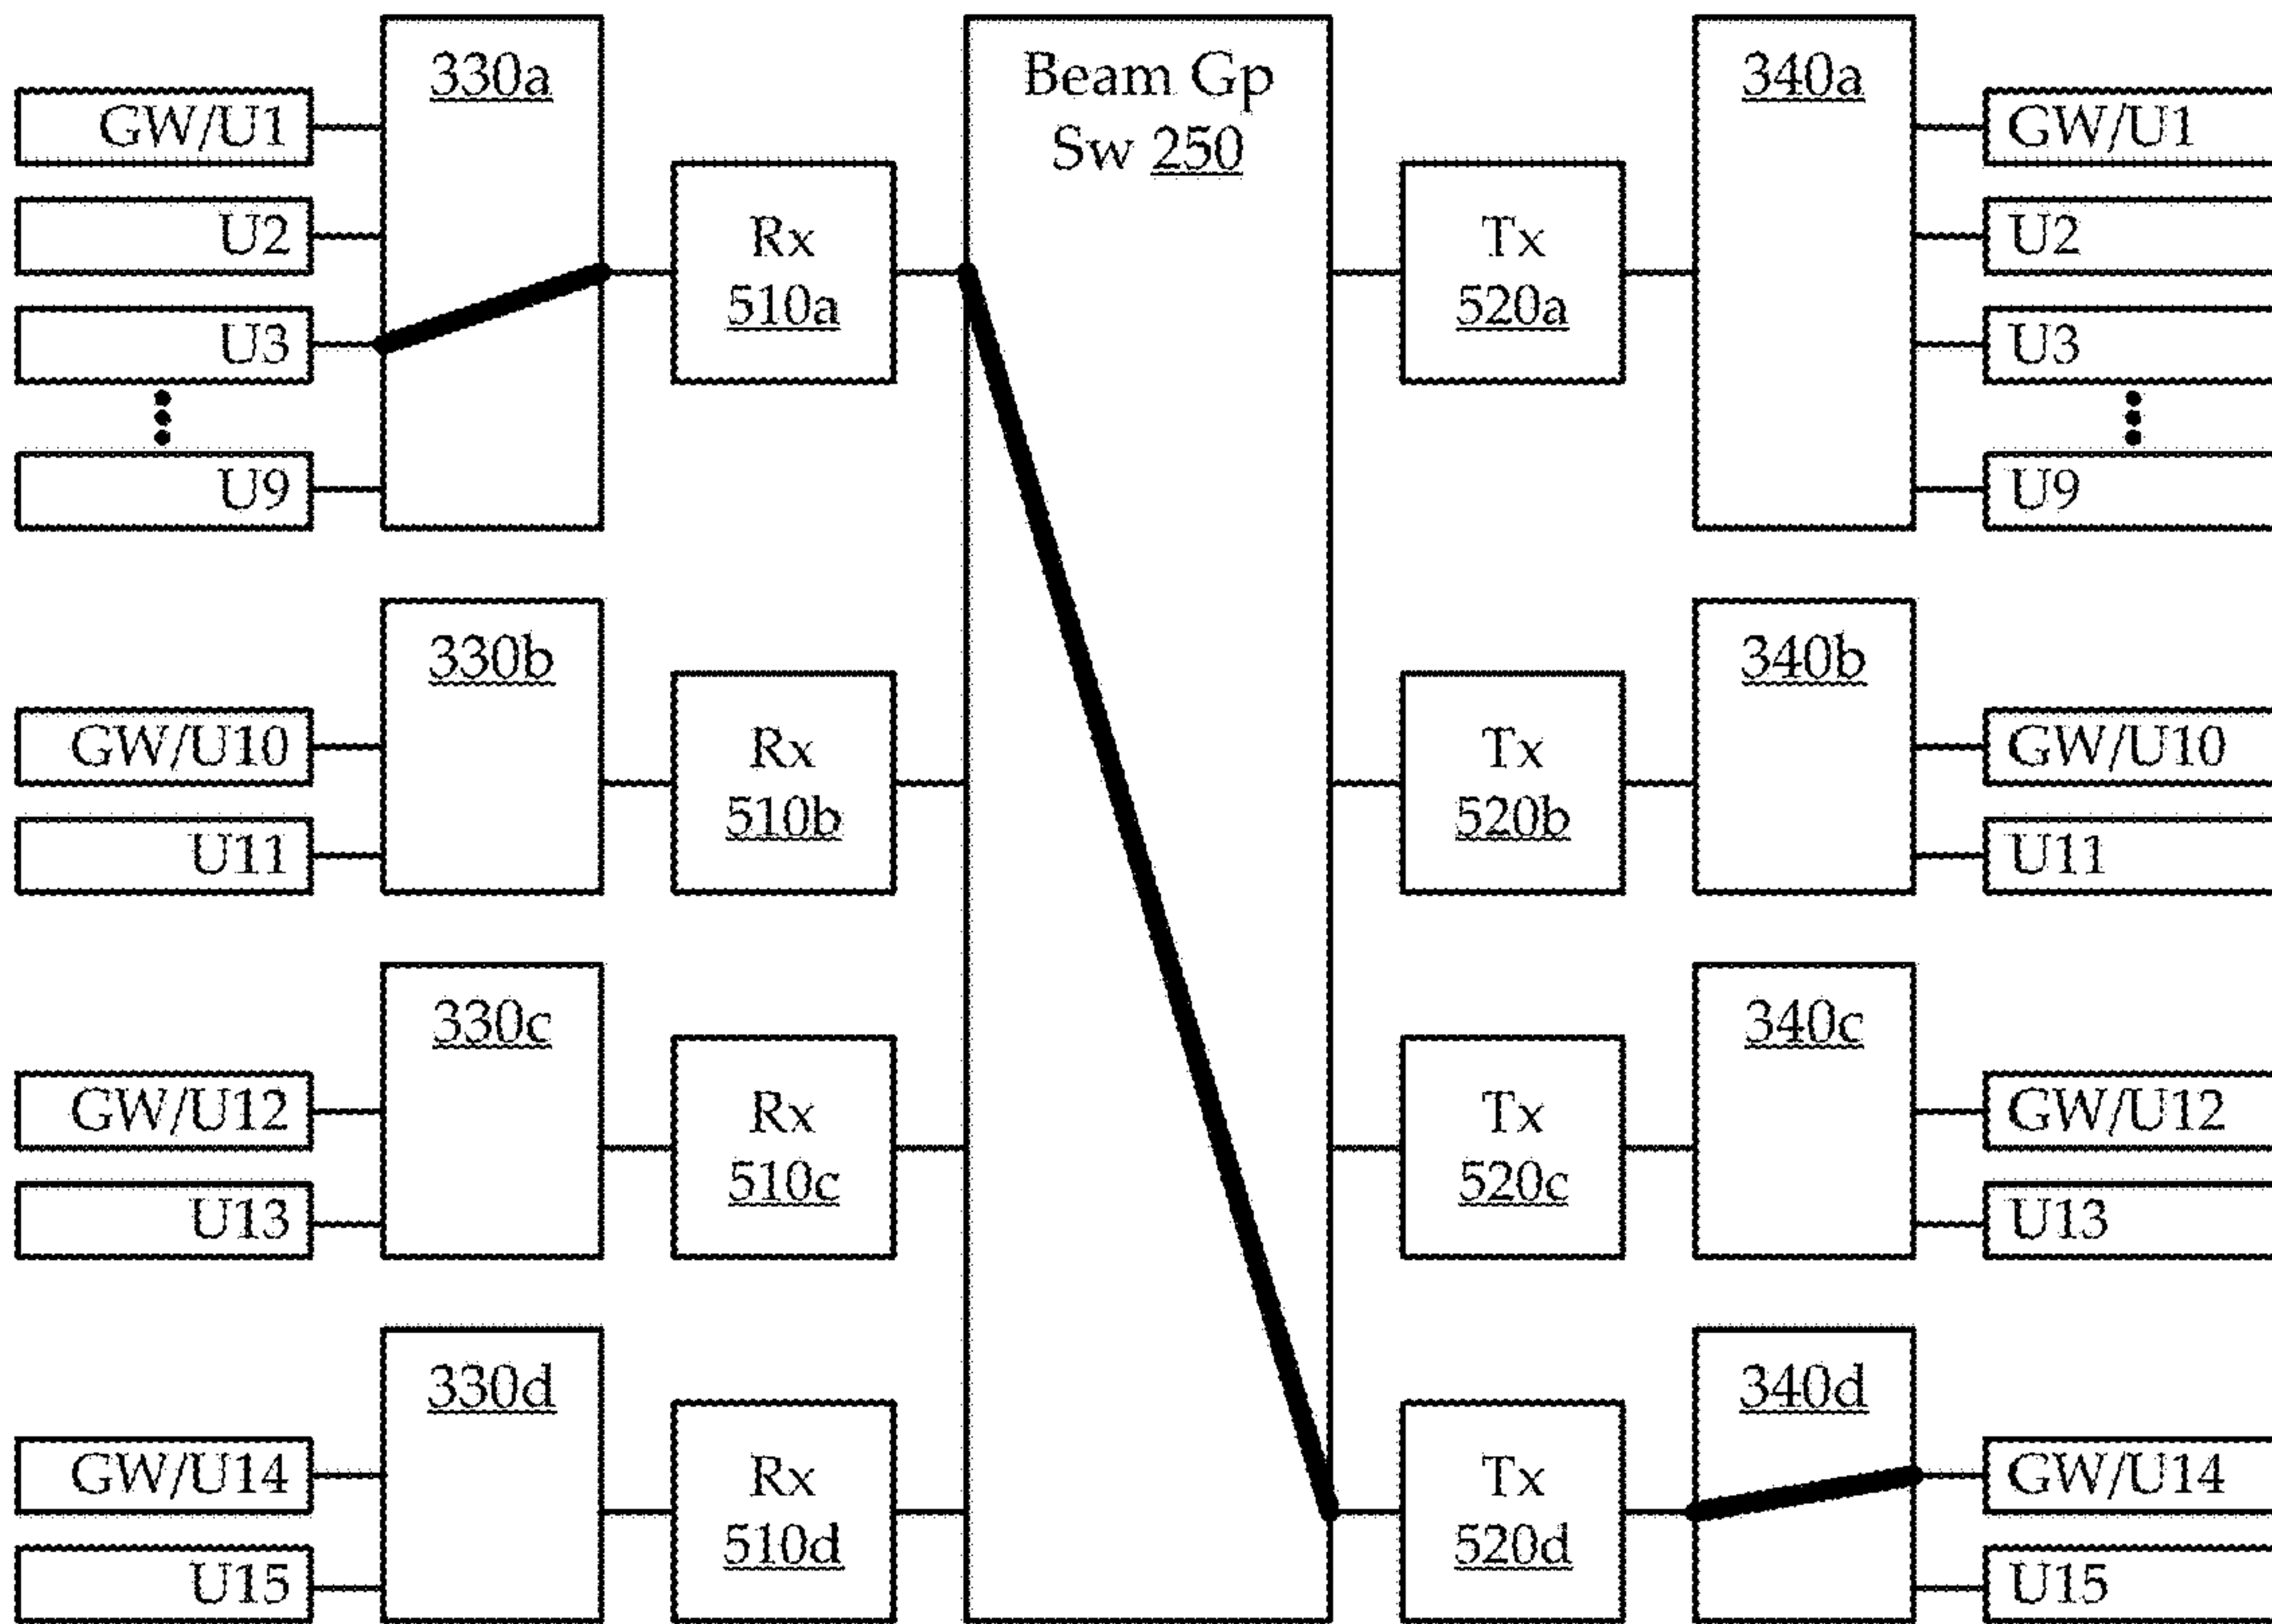 330a
GW/U1
U2
U3
U9
Rx
510a
Beam Gp
Sw 250
Tx
520a
340a
GW/U1
U2
U3
U9
330b
GW/U10
U11
Rx
510b
Tx
520b
340b
GW/U10
U11
330c
GW/U12
U13
Rx
510c
Tx
520c
340c
GW/U12
U13
330d
GW/U14
U15
Rx
510d
Tx
520d
340d
GW/U14
U15